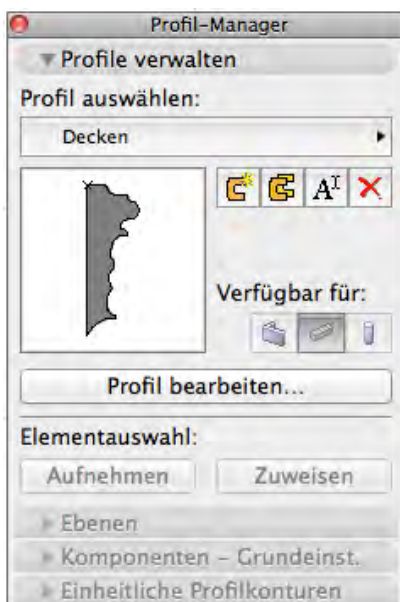 Profil-Manager
Profile verwalten
Profil auswählen:
Decken
Verfügbar für:
Profil bearbeiten...
Elementauswahl:
Aufnehmen Zuweisen
Ebenen
Komponenten - Grundeinst.
Einheitliche Profilkonturen